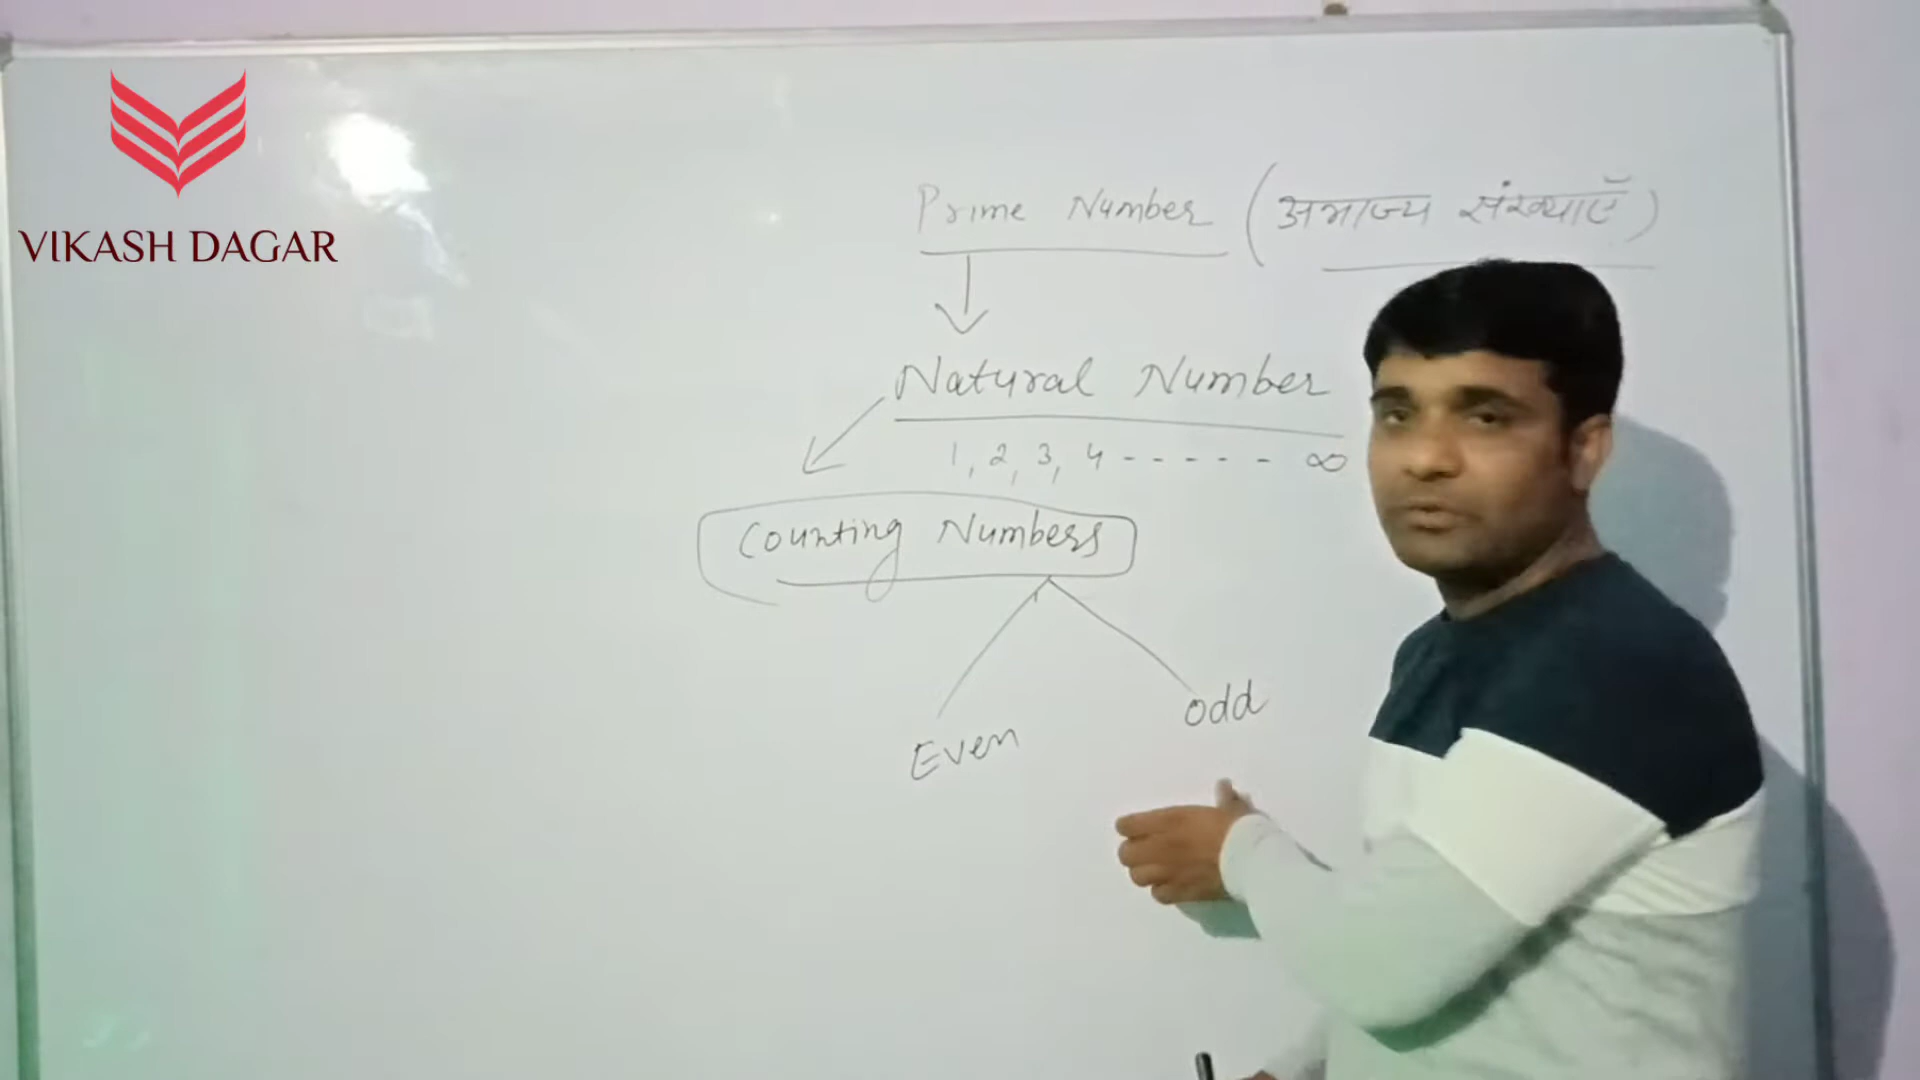 VIKASH DAGAR
Prime Number (अभाज्य संख्याएँ)
Natural Number
1, 2, 3, 4 - - - - - ∞
Counting Numbers
Odd
Even